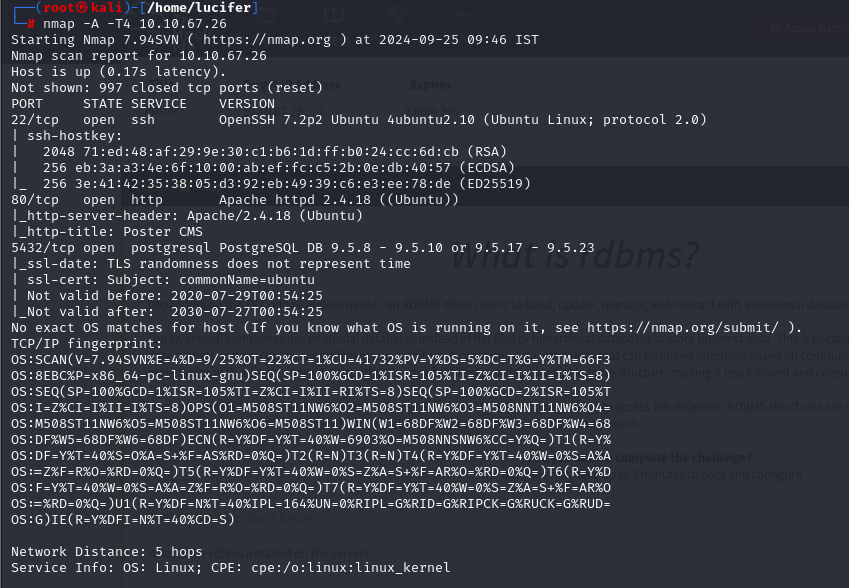 (root㉿kali)-[/home/lucifer]
# nmap -A -T4 10.10.67.26
Starting Nmap 7.94SVN ( https://nmap.org ) at 2024-09-25 09:46 IST
Nmap scan report for 10.10.67.26
Host is up (0.17s latency).
Not shown: 997 closed tcp ports (reset)
PORT     STATE SERVICE    VERSION
22/tcp   open  ssh        OpenSSH 7.2p2 Ubuntu 4ubuntu2.10 (Ubuntu Linux; protocol 2.0)
| ssh-hostkey:
|   2048 71:ed:48:af:29:9e:30:c1:b6:1d:ff:b0:24:cc:6d:cb (RSA)
|   256 eb:3a:a3:4e:6f:10:00:ab:ef:fc:c5:2b:0e:db:40:57 (ECDSA)
|_  256 3e:41:42:35:38:05:d3:92:eb:49:39:c6:e3:ee:78:de (ED25519)
80/tcp   open  http       Apache httpd 2.4.18 ((Ubuntu))
|_http-server-header: Apache/2.4.18 (Ubuntu)
|_http-title: Poster CMS
5432/tcp open  postgresql PostgreSQL DB 9.5.8 - 9.5.10 or 9.5.17 - 9.5.23
|_ssl-date: TLS randomness does not represent time
| ssl-cert: Subject: commonName=ubuntu
| Not valid before: 2020-07-29T00:54:25
|_Not valid after:  2030-07-27T00:54:25
No exact OS matches for host (If you know what OS is running on it, see https://nmap.org/submit/ ).
TCP/IP fingerprint:
OS:SCAN(V=7.94SVN%E=4%D=9/25%OT=22%CT=1%CU=41732%PV=Y%DS=5%DC=T%G=Y%TM=66F3
OS:8EBC%P=x86_64-pc-linux-gnu)SEQ(SP=100%GCD=1%ISR=105%TI=Z%CI=I%II=I%TS=8)
OS:SEQ(SP=100%GCD=1%ISR=105%TI=Z%CI=I%II=RI%TS=8)SEQ(SP=100%GCD=2%ISR=105%T
OS:I=Z%CI=I%II=I%TS=8)OPS(O1=M508ST11NW6%O2=M508ST11NW6%O3=M508NNT11NW6%O4=
OS:M508ST11NW6%O5=M508ST11NW6%O6=M508ST11)WIN(W1=68DF%W2=68DF%W3=68DF%W4=68
OS:DF%W5=68DF%W6=68DF)ECN(R=Y%DF=Y%T=40%W=6903%O=M508NNSNW6%CC=Y%Q=)T1(R=Y%
OS:DF=Y%T=40%S=O%A=S+%F=AS%RD=0%Q=)T2(R=N)T3(R=N)T4(R=Y%DF=Y%T=40%W=0%S=A%A
OS:=Z%F=R%O=%RD=0%Q=)T5(R=Y%DF=Y%T=40%W=0%S=Z%A=S+%F=AR%O=%RD=0%Q=)T6(R=Y%D
OS:F=Y%T=40%W=0%S=A%A=Z%F=R%O=%RD=0%Q=)T7(R=Y%DF=Y%T=40%W=0%S=Z%A=S+%F=AR%O
OS:=%RD=0%Q=)U1(R=Y%DF=N%T=40%IPL=164%UN=0%RIPL=G%RID=G%RIPCK=G%RUCK=G%RUD=
OS:G)IE(R=Y%DFI=N%T=40%CD=S)
Network Distance: 5 hops
Service Info: OS: Linux; CPE: cpe:/o:linux:linux_kernel
What is rdbms?